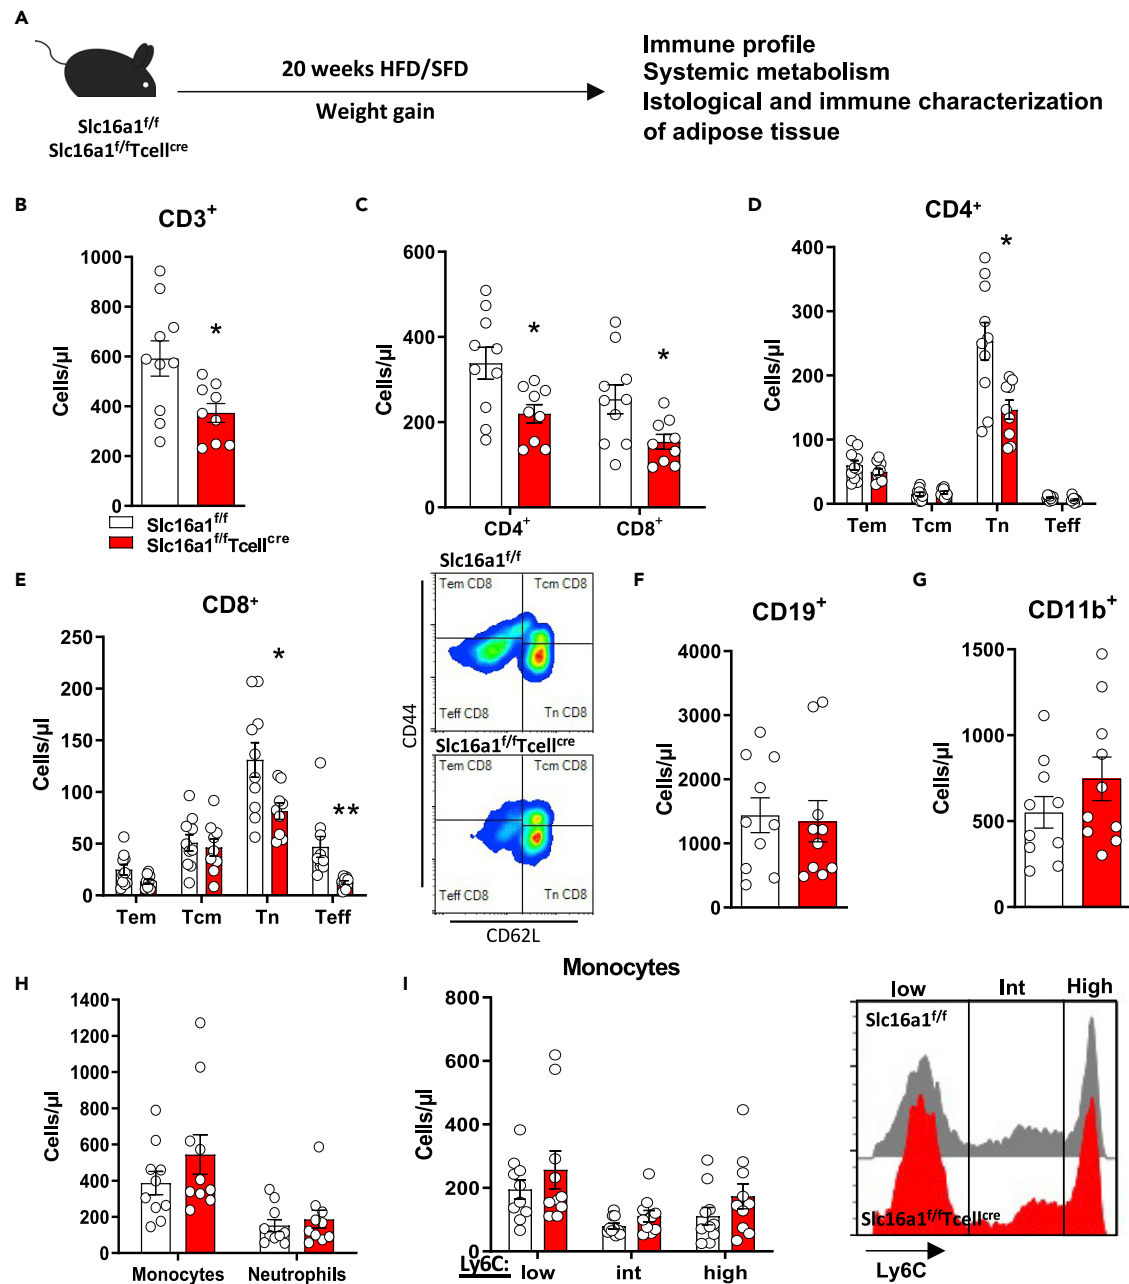 A
Slc16a1f/f
Slc16a1f/fTcellcre
20 weeks HFD/SFD
Weight gain
Immune profile
Systemic metabolism
Istological and immune characterization
of adipose tissue
B
CD3+
Cells/µl
1000
800
600
400
200
0
*
Slc16a1f/f
Slc16a1f/fTcellcre
C
Cells/µl
600
400
200
0
*
*
CD4+
CD8+
D
CD4+
Cells/µl
400
300
200
100
0
*
Tem
Tcm
Tn
Teff
E
CD8+
Cells/µl
250
200
150
100
50
0
*
**
Tem
Tcm
Tn
Teff
Slc16a1f/f
Tem CD8
Tcm CD8
Teff CD8
Tn CD8
Slc16a1f/fTcellcre
Tem CD8
Tcm CD8
Teff CD8
Tn CD8
CD44
CD62L
F
CD19+
Cells/µl
4000
3000
2000
1000
0
G
CD11b+
Cells/µl
1500
1000
500
0
H
Cells/µl
1400
1200
1000
800
600
400
200
0
Monocytes
Neutrophils
I
Monocytes
Cells/µl
800
600
400
200
0
Ly6C:
low
int
high
low
Int
High
Slc16a1f/f
Slc16a1f/fTcellcre
Ly6C